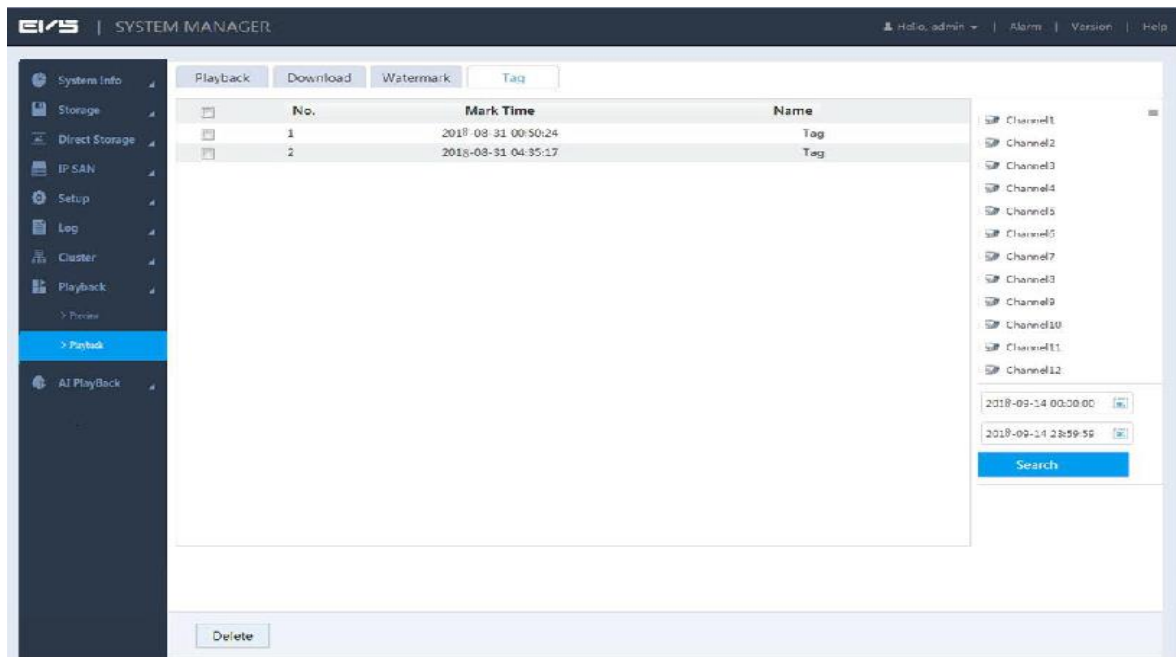 EVS | SYSTEM MANAGER
Hello, admin | Alarm | Version | Help
Playback Download Watermark Tag
System Info
Storage
Direct Storage
IP SAN
Setup
Log
Cluster
Playback
> Preview
> Playback
AI PlayBack
No. Mark Time Name
1 2018-08-31 00:50:24 Tag
2 2018-08-31 04:35:17 Tag
Channel1
Channel2
Channel3
Channel4
Channel5
Channel6
Channel7
Channel8
Channel9
Channel10
Channel11
Channel12
2018-09-14 00:00:00
2018-09-14 23:59:59
Search
Delete